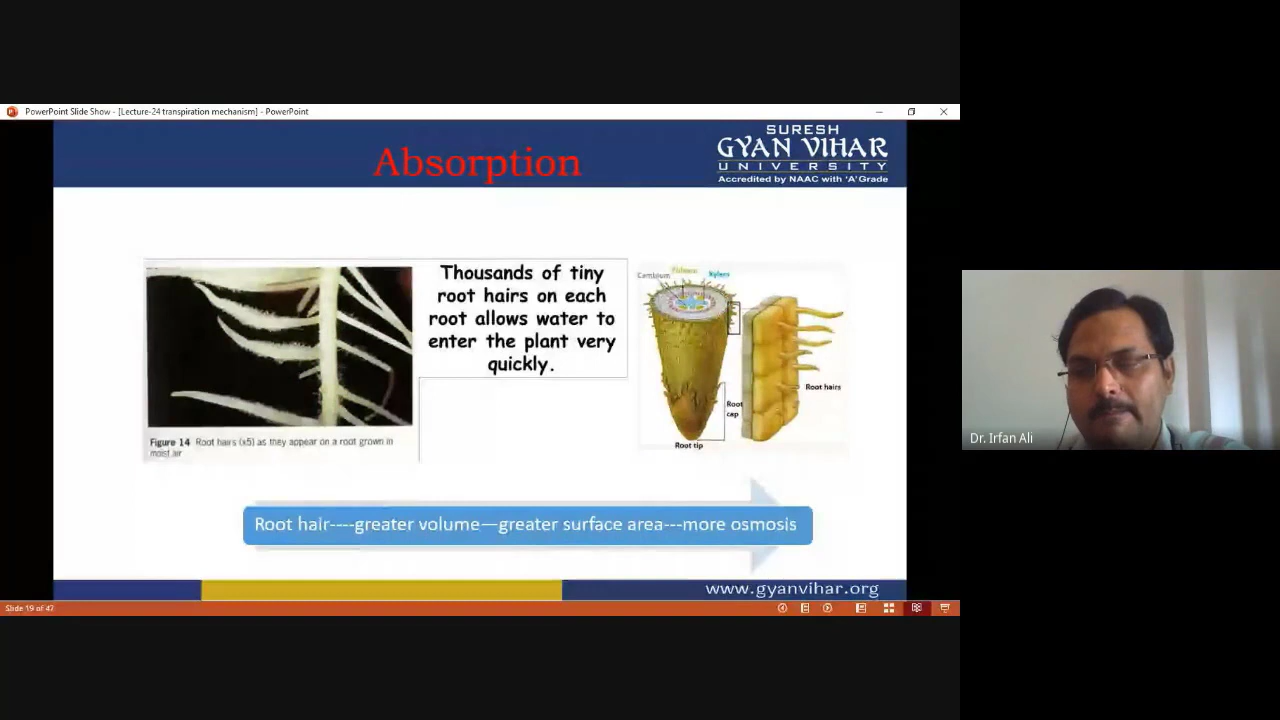 PowerPoint Slide Show - [Lecture-24 transpiration mechanism] - PowerPoint
Absorption
SURESH
GYAN VIHAR
UNIVERSITY
Accredited by NAAC with 'A' Grade
Thousands of tiny
root hairs on each
root allows water to
enter the plant very
quickly.
Figure 14 Root hairs (x5) as they appear on a root grown in
moist air
Cambium
Xylem
Root hairs
Root
cap
Root tip
Root hair----greater volume—greater surface area---more osmosis
www.gyanvihar.org
Slide 19 of 47
Dr. Irfan Ali